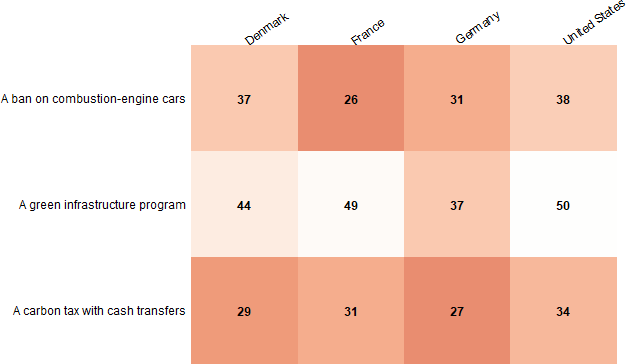 Denmark France Germany United States
A ban on combustion-engine cars 37 26 31 38
A green infrastructure program 44 49 37 50
A carbon tax with cash transfers 29 31 27 34